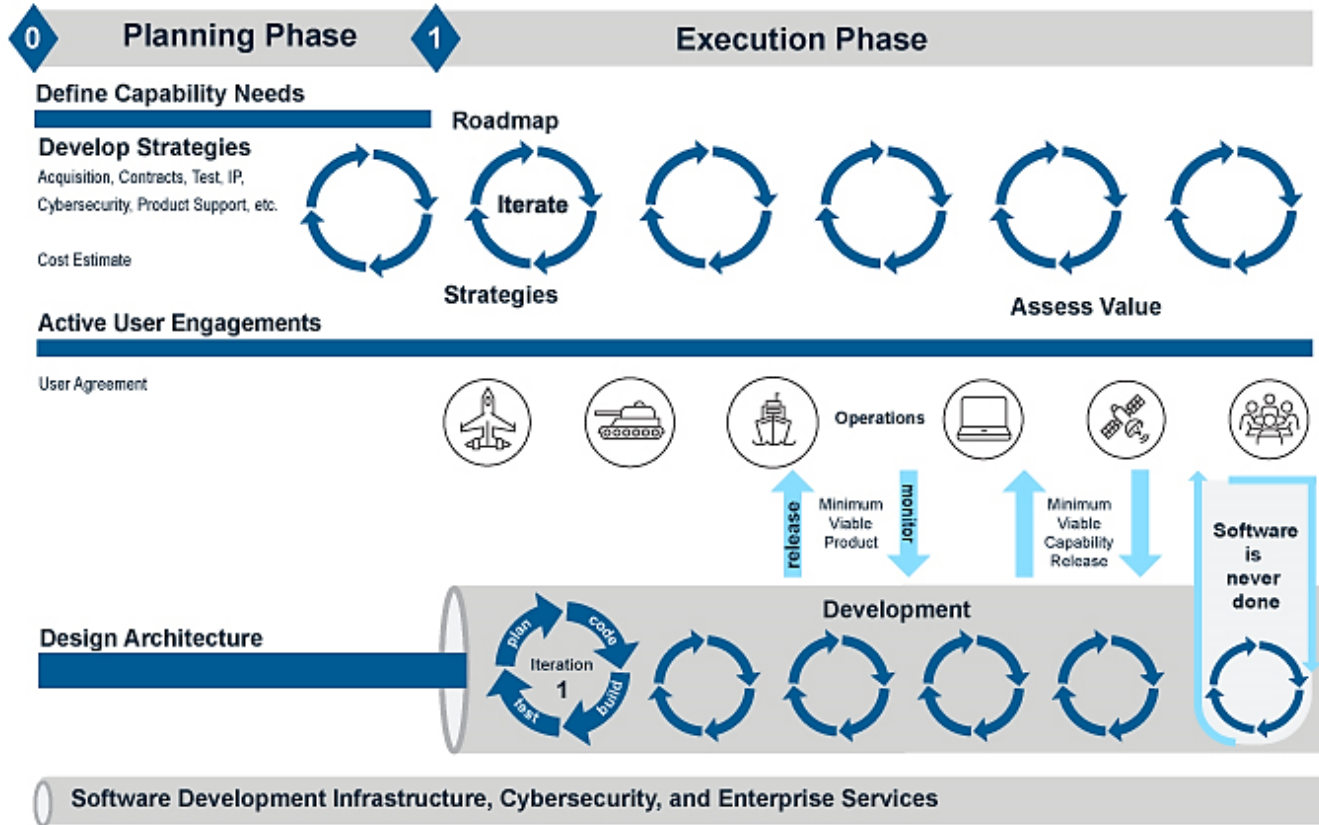 0
Planning Phase
1
Execution Phase
Define Capability Needs
Roadmap
Develop Strategies
Acquisition, Contracts, Test, IP,
Cybersecurity, Product Support, etc.
Iterate
Cost Estimate
Strategies
Assess Value
Active User Engagements
User Agreement
Operations
release
Minimum
Viable
Product
monitor
Minimum
Viable
Capability
Release
Software
is
never
done
Development
Design Architecture
plan
code
build
test
Iteration
1
Software Development Infrastructure, Cybersecurity, and Enterprise Services